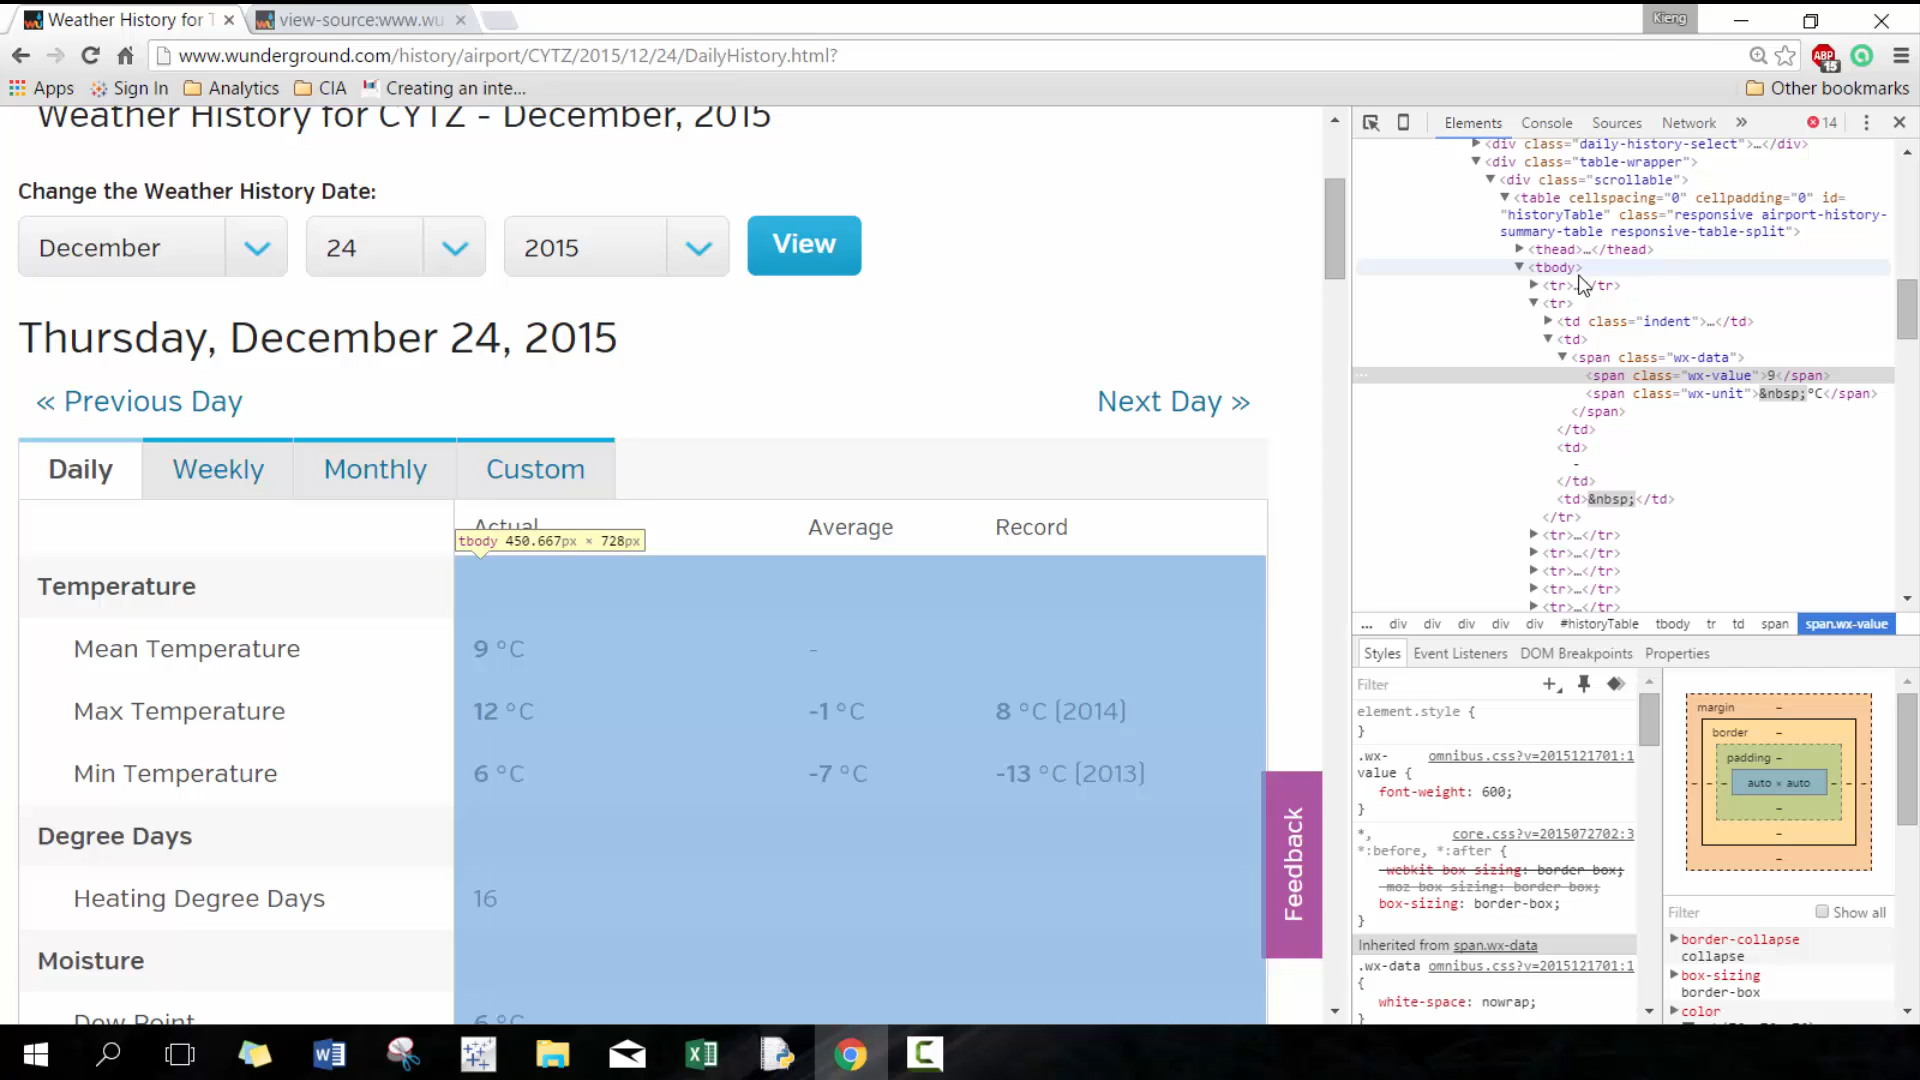 Weather History for T
view-source:www.wu
Kieng
www.wunderground.com/history/airport/CYTZ/2015/12/24/DailyHistory.html?
ABP
15
Apps
Sign In
Analytics
CIA
Creating an inte...
Other bookmarks
Weather History for CYTZ - December, 2015
Change the Weather History Date:
December
24
2015
View
Thursday, December 24, 2015
« Previous Day
Next Day »
Daily
Weekly
Monthly
Custom
Actual
Average
Record
tbody 450.667px × 728px
Temperature
Mean Temperature
9 °C
-
Max Temperature
12 °C
-1 °C
8 °C (2014)
Min Temperature
6 °C
-7 °C
-13 °C (2013)
Degree Days
Heating Degree Days
16
Moisture
Dew Point
6 °C
Feedback
Elements
Console
Sources
Network
»
14
<div class="daily-history-select">…</div>
<div class="table-wrapper">
<div class="scrollable">
<table cellspacing="0" cellpadding="0" id=
"historyTable" class="responsive airport-history-
summary-table responsive-table-split">
<thead>…</thead>
<tbody>
<tr>…</tr>
<tr>
<td class="indent">…</td>
<td>
<span class="wx-data">
<span class="wx-value">9</span>
<span class="wx-unit">&nbsp;°C</span>
</span>
</td>
<td>
-
</td>
<td>&nbsp;</td>
</tr>
<tr>…</tr>
<tr>…</tr>
<tr>…</tr>
<tr>…</tr>
<tr>…</tr>
... div div div div div #historyTable tbody tr td span span.wx-value
Styles
Event Listeners
DOM Breakpoints
Properties
Filter
element.style {
}
.wx- omnibus.css?v=2015121701:1
value {
font-weight: 600;
}
*, core.css?v=2015072702:3
*:before, *:after {
-webkit-box-sizing: border-box;
-moz-box-sizing: border-box;
box-sizing: border-box;
}
Inherited from span.wx-data
.wx-data omnibus.css?v=2015121701:1
{
white-space: nowrap;
}
margin -
border -
padding -
auto × auto
Filter
Show all
border-collapse
collapse
box-sizing
border-box
color